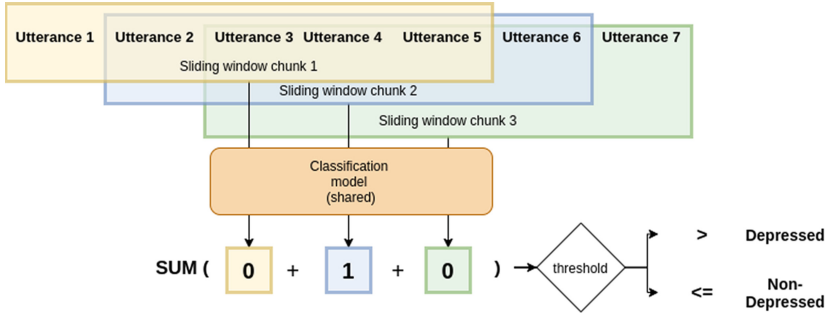 Utterance 1 Utterance 2 Utterance 3 Utterance 4 Utterance 5 Utterance 6 Utterance 7
Sliding window chunk 1
Sliding window chunk 2
Sliding window chunk 3
Classification
model
(shared)
SUM ( 0 + 1 + 0 )
threshold
> Depressed
<= Non-
Depressed